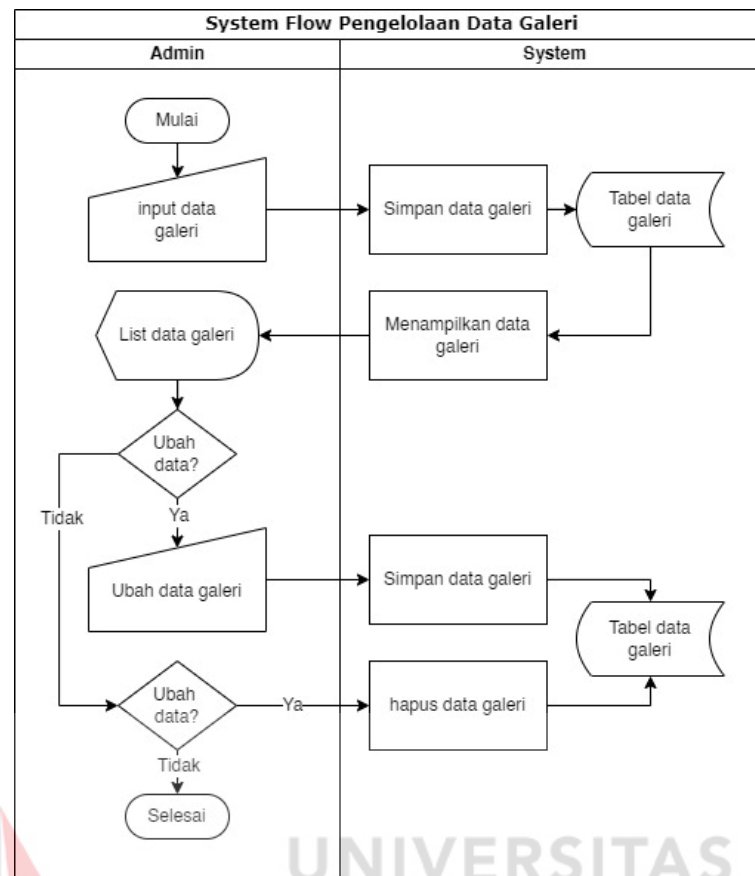 System Flow Pengelolaan Data Galeri
Admin
System
Mulai
input data
galeri
Simpan data galeri
Tabel data
galeri
List data galeri
Menampilkan data
galeri
Ubah
data?
Tidak
Ya
Ubah data galeri
Simpan data galeri
Tabel data
galeri
Ubah
data?
Ya
hapus data galeri
Tidak
Selesai
UNIVERSITAS